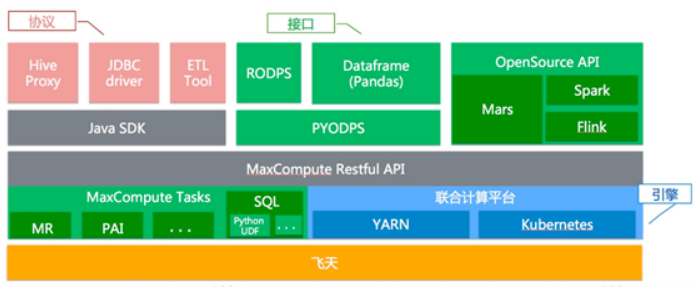 协议
接口
Hive
Proxy
JDBC
driver
ETL
Tool
RODPS
Dataframe
(Pandas)
OpenSource API
Mars
Spark
Flink
Java SDK
PYODPS
MaxCompute Restful API
MaxCompute Tasks
SQL
联合计算平台
引擎
MR
PAI
...
Python
UDF
...
YARN
Kubernetes
飞天